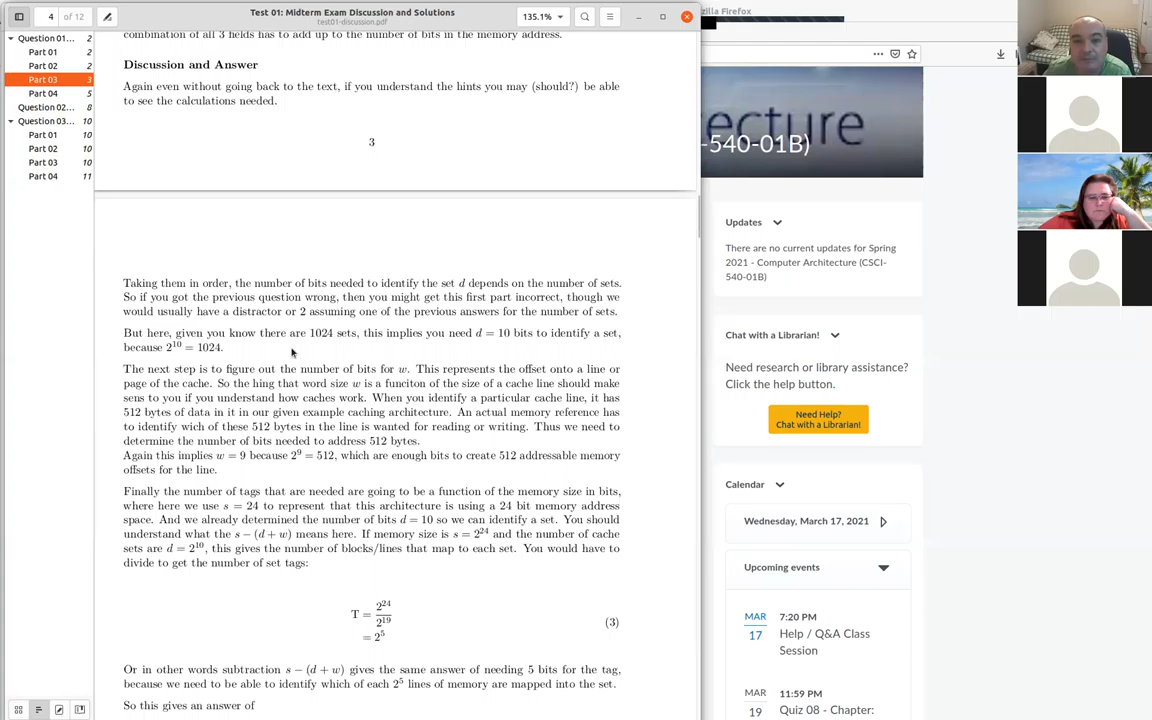 Test 01: Midterm Exam Discussion and Solutions
test01-discussion.pdf
4 of 12
135.1%
Question 01... 2
Part 01 2
Part 02 2
Part 03 3
Part 04 5
Question 02... 8
Question 03... 10
Part 01 10
Part 02 10
Part 03 10
Part 04 11
combination of all 3 fields has to add up to the number of bits in the memory address.
Discussion and Answer
Again even without going back to the text, if you understand the hints you may (should?) be able
to see the calculations needed.
3
Taking them in order, the number of bits needed to identify the set d depends on the number of sets.
So if you got the previous question wrong, then you might get this first part incorrect, though we
would usually have a distractor or 2 assuming one of the previous answers for the number of sets.
But here, given you know there are 1024 sets, this implies you need d = 10 bits to identify a set,
because 2¹⁰ = 1024.
The next step is to figure out the number of bits for w. This represents the offset onto a line or
page of the cache. So the hing that word size w is a funciton of the size of a cache line should make
sens to you if you understand how caches work. When you identify a particular cache line, it has
512 bytes of data in it in our given example caching architecture. An actual memory reference has
to identify wich of these 512 bytes in the line is wanted for reading or writing. Thus we need to
determine the number of bits needed to address 512 bytes.
Again this implies w = 9 because 2⁹ = 512, which are enough bits to create 512 addressable memory
offsets for the line.
Finally the number of tags that are needed are going to be a function of the memory size in bits,
where here we use s = 24 to represent that this architecture is using a 24 bit memory address
space. And we already determined the number of bits d = 10 so we can identify a set. You should
understand what the s − (d + w) means here. If memory size is s = 2²⁴ and the number of cache
sets are d = 2¹⁰, this gives the number of blocks/lines that map to each set. You would have to
divide to get the number of set tags:
T = 2²⁴ / 2¹⁹
= 2⁵
(3)
Or in other words subtraction s − (d + w) gives the same answer of needing 5 bits for the tag,
because we need to be able to identify which of each 2⁵ lines of memory are mapped into the set.
So this gives an answer of
zilla Firefox
ecture
-540-01B)
Updates
There are no current updates for Spring
2021 - Computer Architecture (CSCI-
540-01B)
Chat with a Librarian!
Need research or library assistance?
Click the help button.
Need Help?
Chat with a Librarian!
Calendar
Wednesday, March 17, 2021
Upcoming events
MAR
17
7:20 PM
Help / Q&A Class
Session
MAR
19
11:59 PM
Quiz 08 - Chapter: